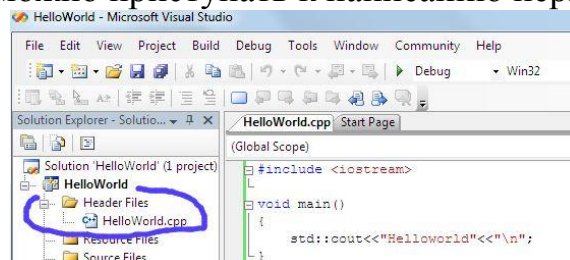 HelloWorld - Microsoft Visual Studio
File Edit View Project Build Debug Tools Window Community Help
Debug Win32
Solution Explorer - Solutio...
HelloWorld.cpp Start Page
(Global Scope)
Solution 'HelloWorld' (1 project)
HelloWorld
Header Files
HelloWorld.cpp
Resource Files
Source Files
#include <iostream>
void main()
{
std::cout<<"Helloworld"<<"\n";
}